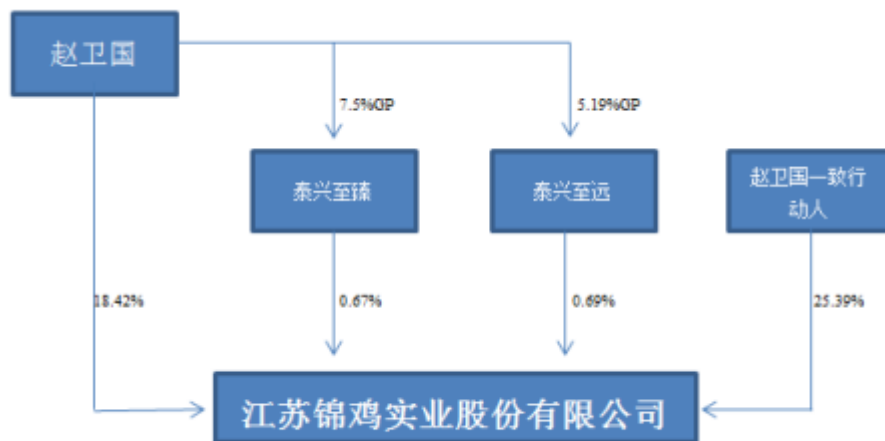 赵卫国
7.5%GP
5.19%GP
泰兴至臻
泰兴至远
赵卫国一致行
动人
18.42%
0.67%
0.69%
25.39%
江苏锦鸡实业股份有限公司